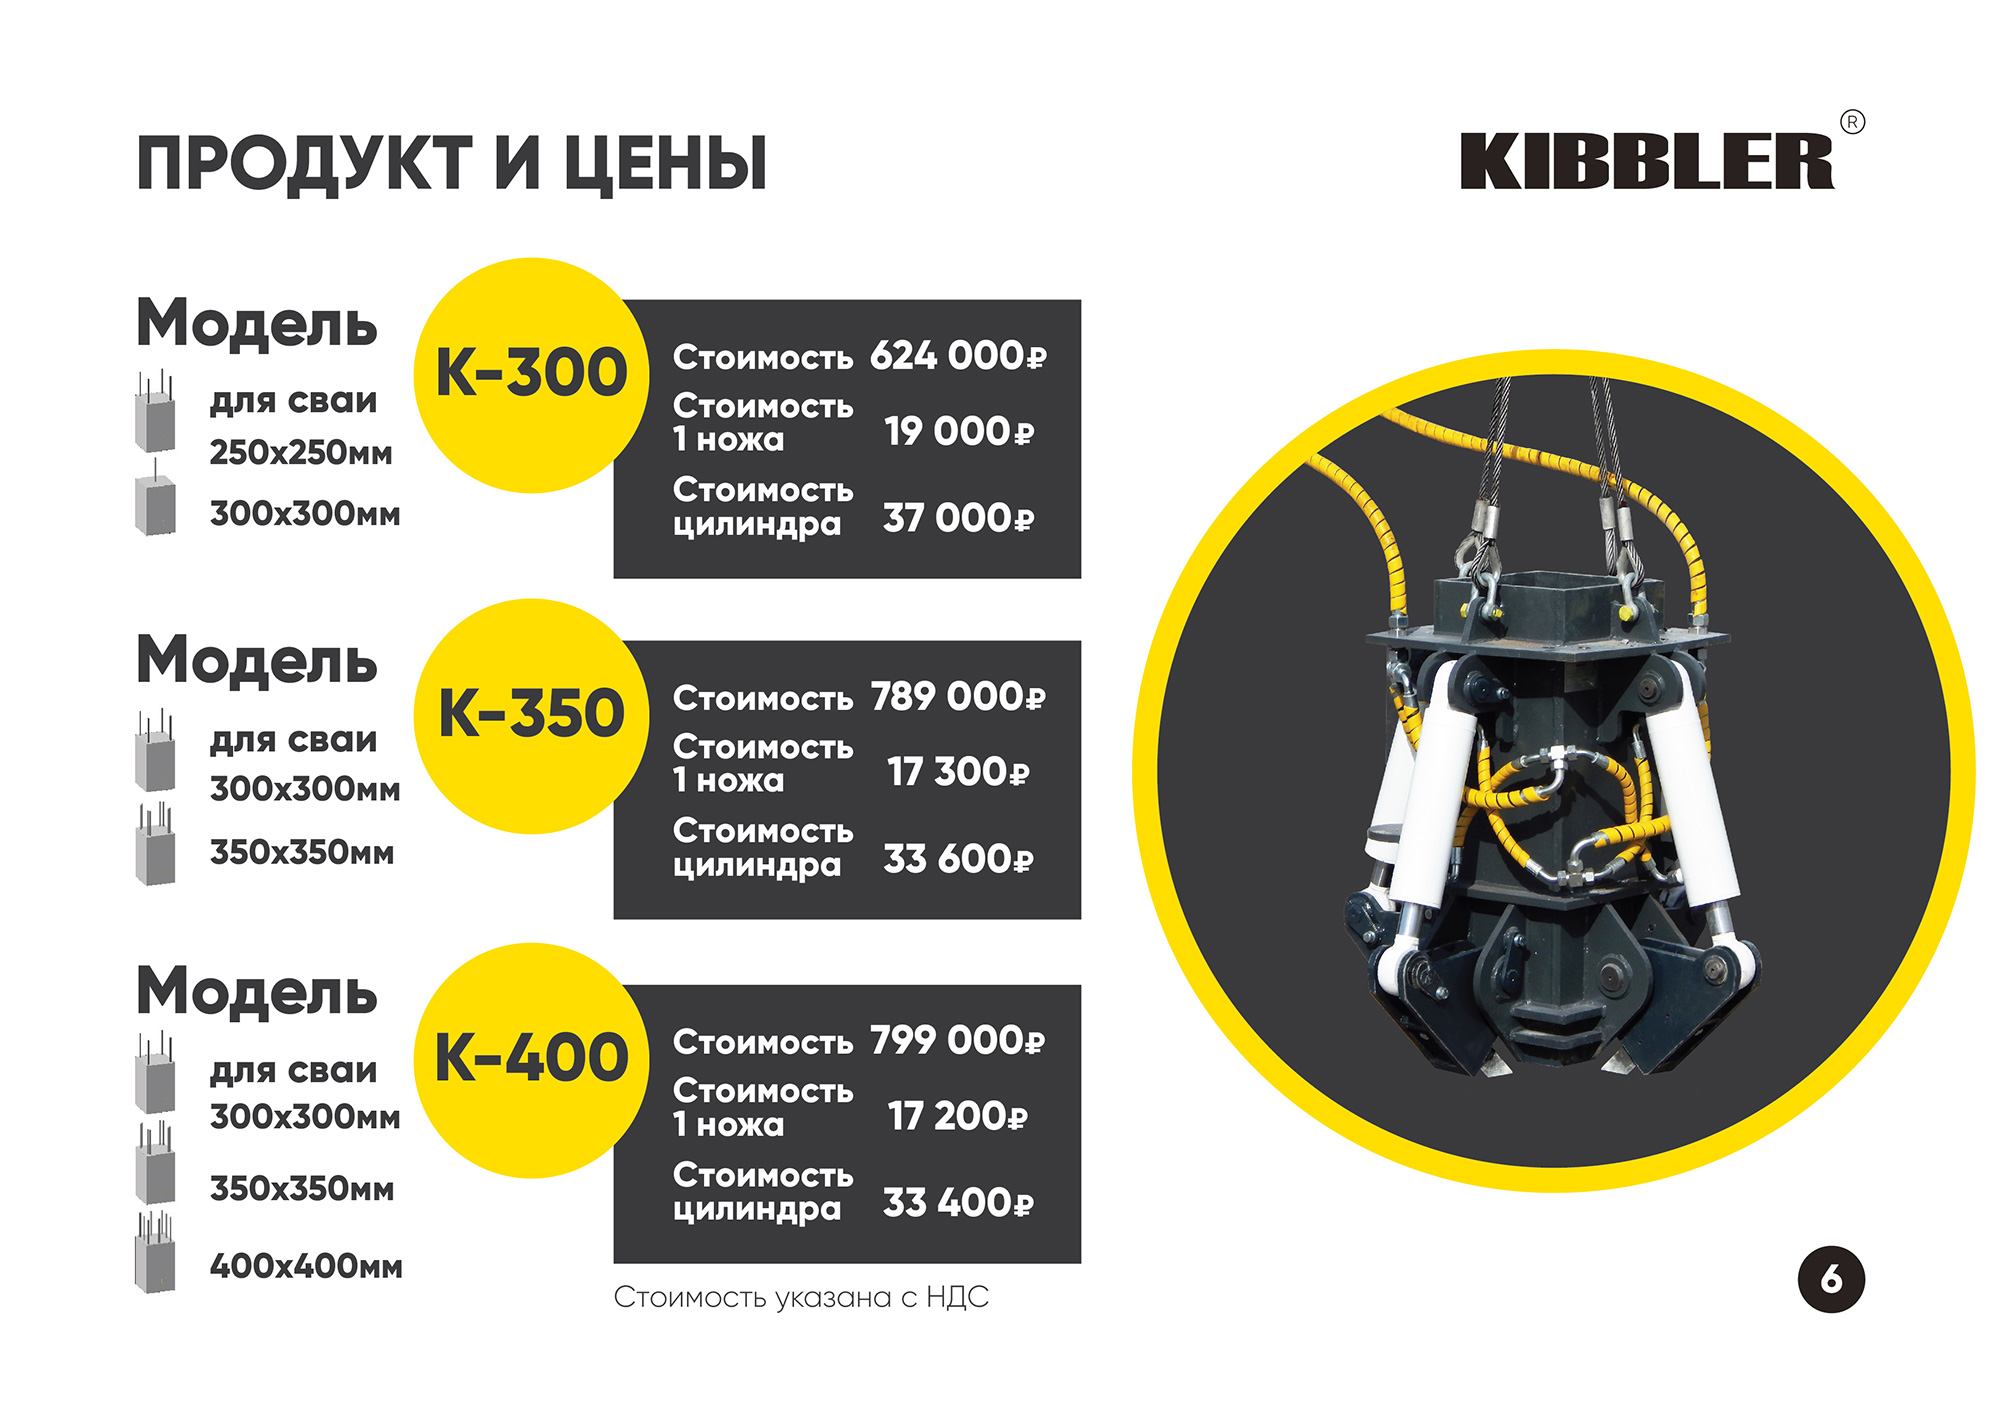 ПРОДУКТ И ЦЕНЫ
KIBBLER ®
Модель
для сваи
250х250мм
300х300мм
К-300
Стоимость 624 000₽
Стоимость
1 ножа 19 000₽
Стоимость
цилиндра 37 000₽
Модель
для сваи
300х300мм
350х350мм
К-350
Стоимость 789 000₽
Стоимость
1 ножа 17 300₽
Стоимость
цилиндра 33 600₽
Модель
для сваи
300х300мм
350х350мм
400х400мм
К-400
Стоимость 799 000₽
Стоимость
1 ножа 17 200₽
Стоимость
цилиндра 33 400₽
Стоимость указана с НДС
6